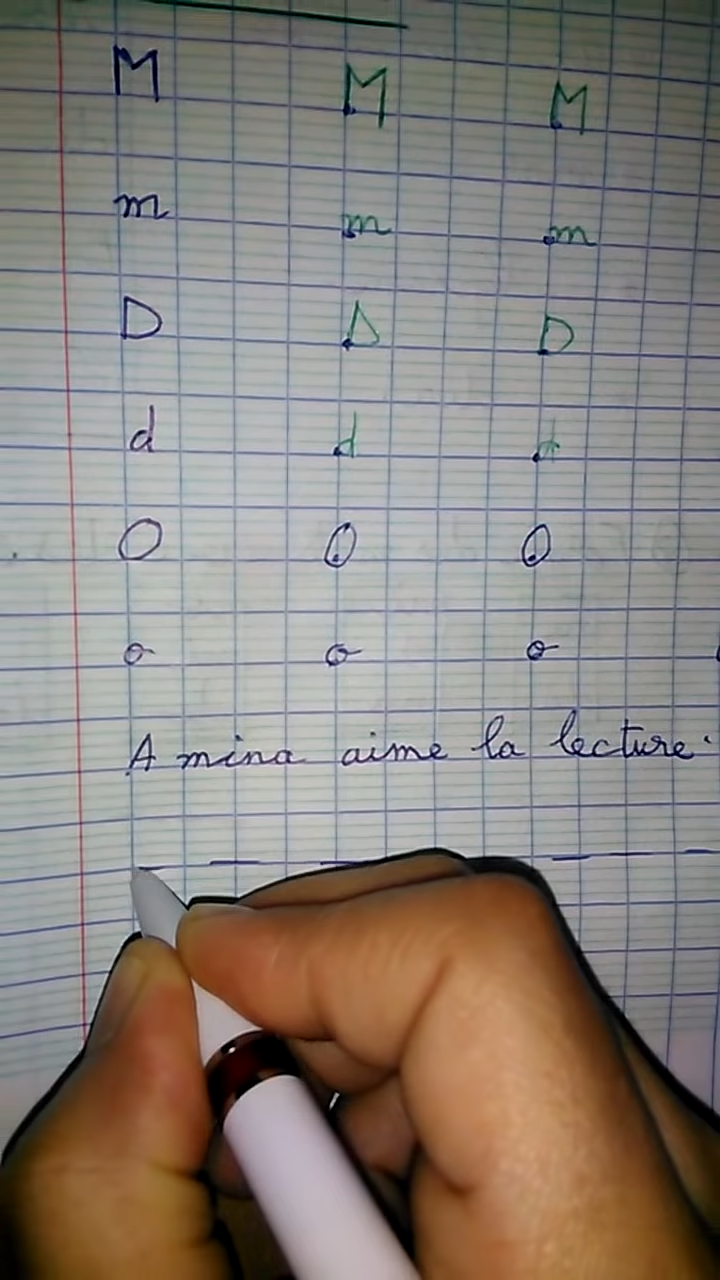 M M M
m m m
D D D
d d d
O O O
o o o
Amina aime la lecture.